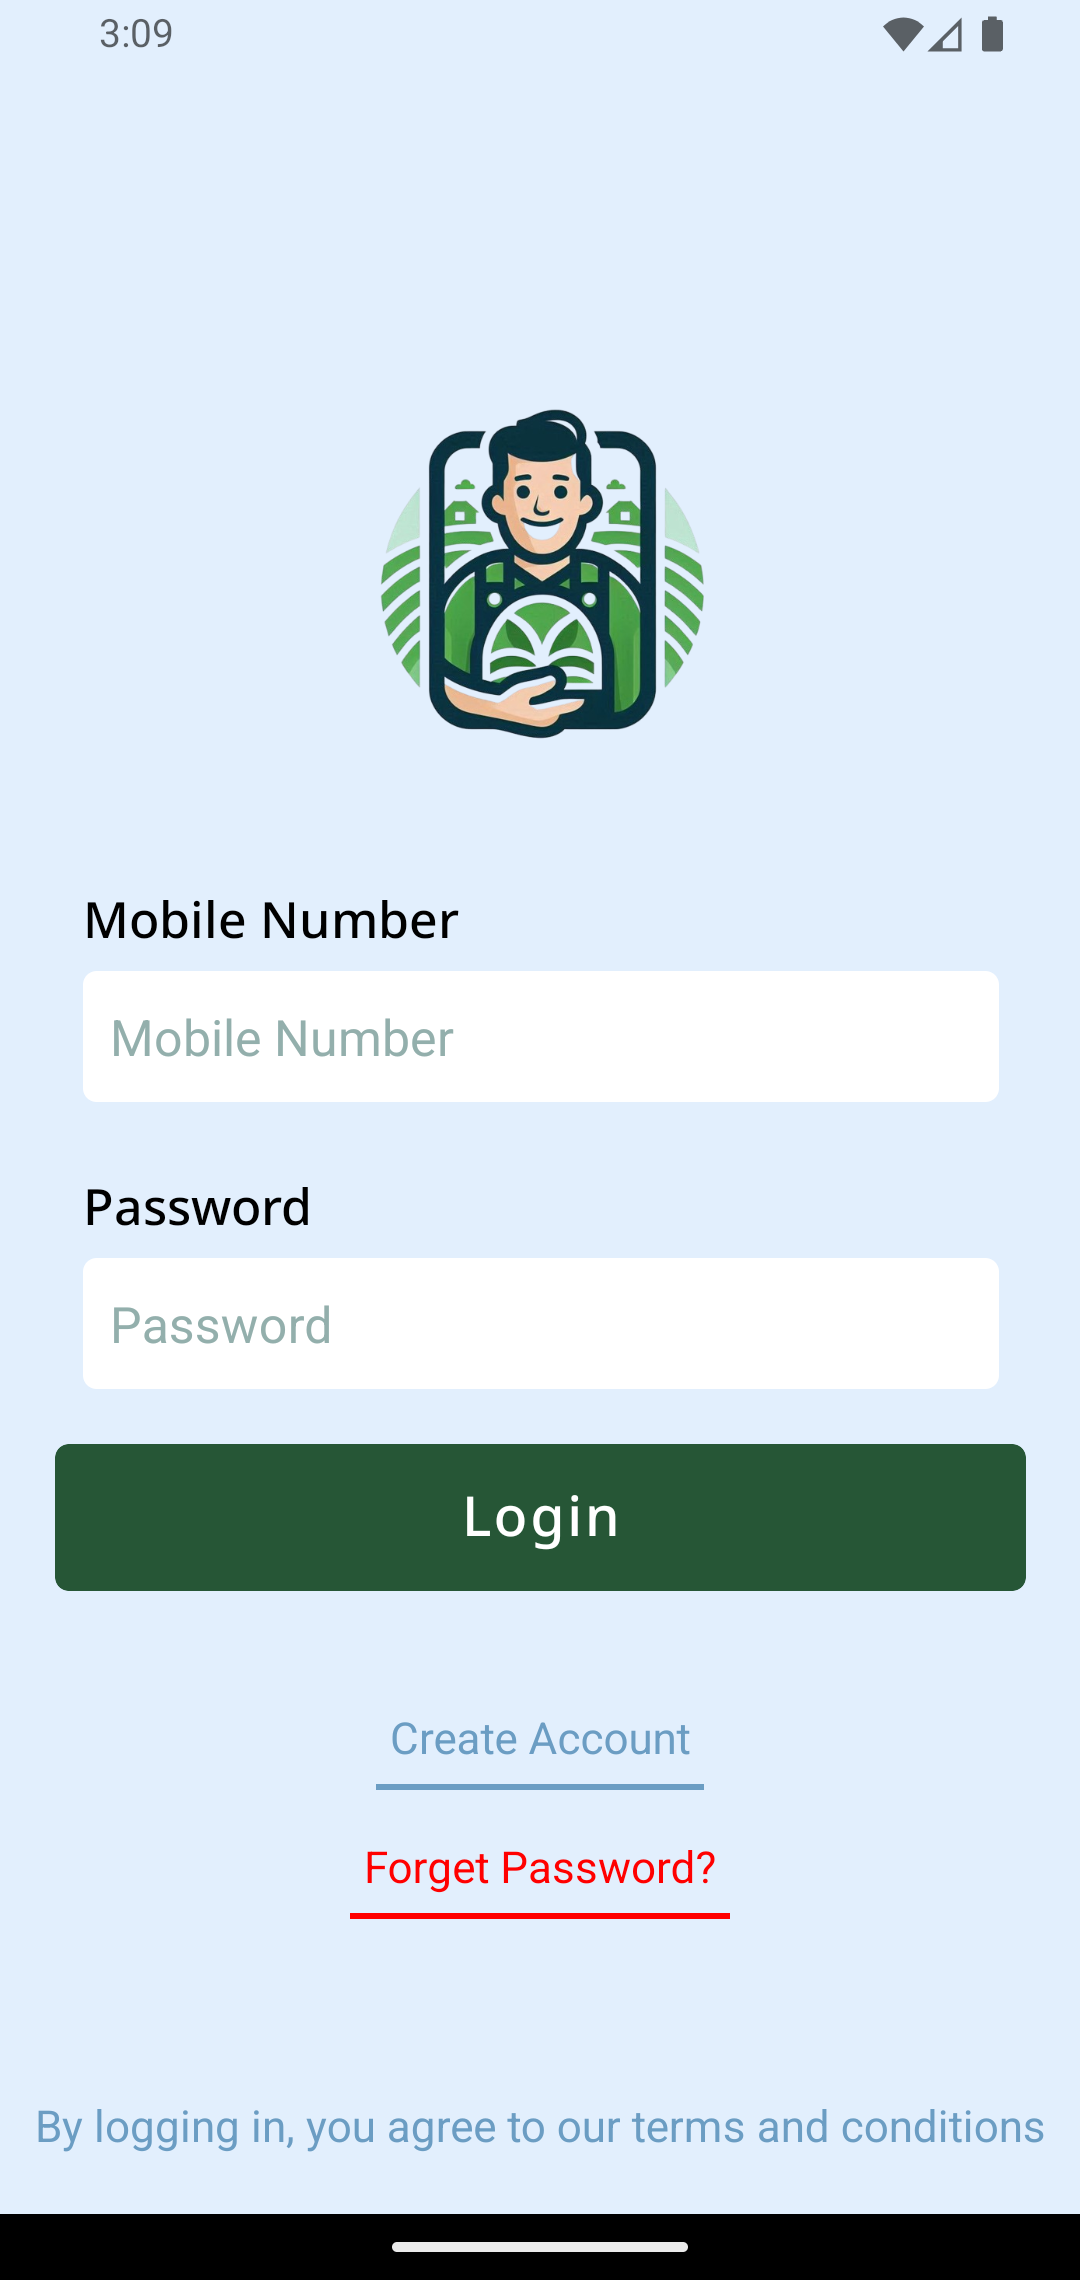 3:09
Mobile Number
Mobile Number
Password
Password
Login
Create Account
Forget Password?
By logging in, you agree to our terms and conditions